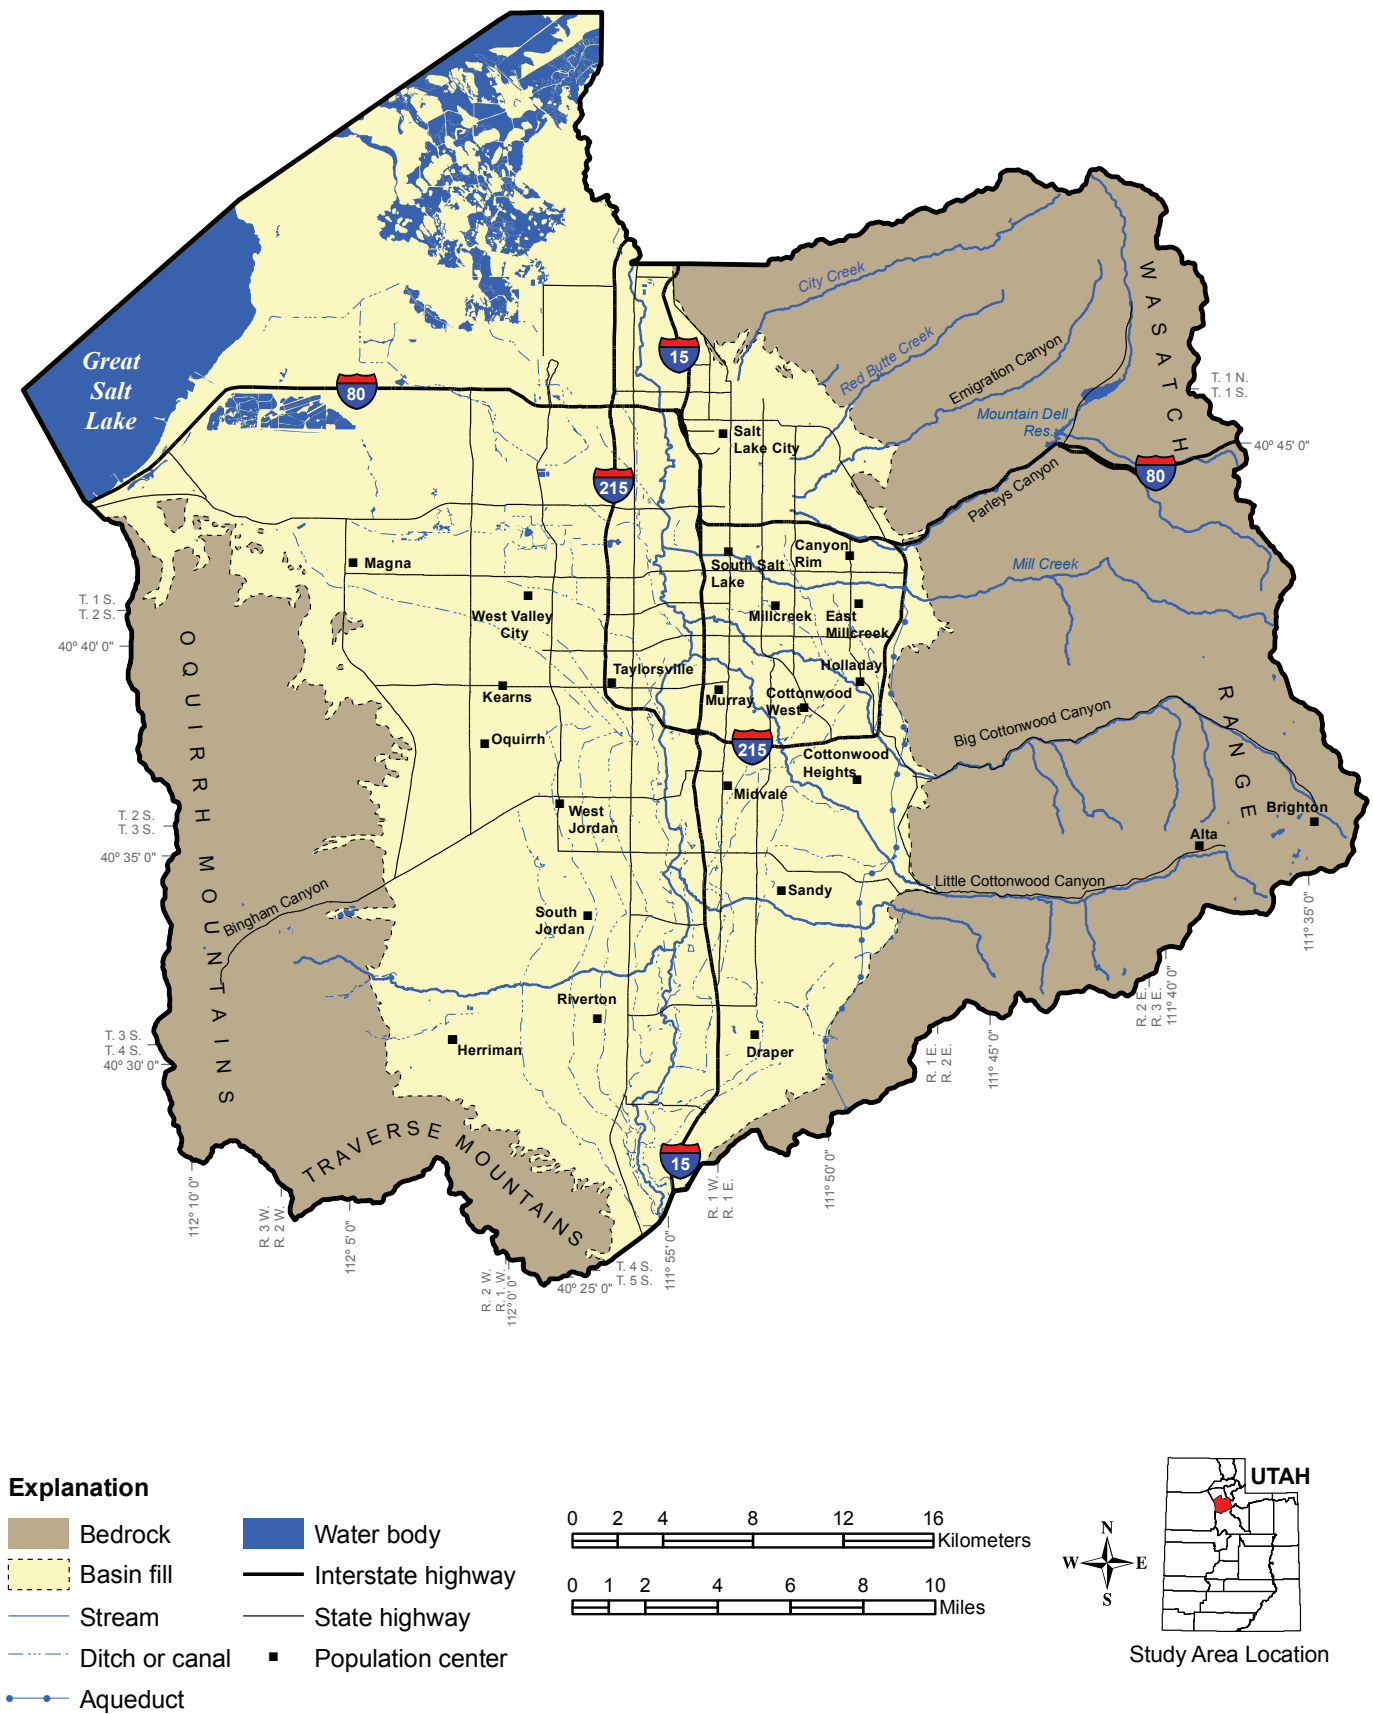 Great
Salt
Lake
80
15
215
City Creek
Red Butte Creek
Emigration Canyon
Mountain Dell
Res.
WASATCH
T. 1 N.
T. 1 S.
40° 45' 0"
80
Parleys Canyon
Salt
Lake City
Magna
South Salt
Lake
Canyon
Rim
Mill Creek
T. 1 S.
T. 2 S.
40° 40' 0"
West Valley
City
Millcreek
East
Millcreek
OQUIRRH MOUNTAINS
Taylorsville
Holladay
Kearns
Murray
Cottonwood
West
Big Cottonwood Canyon
RANGE
Oquirrh
215
Cottonwood
Heights
Midvale
West
Jordan
Brighton
Alta
T. 2 S.
T. 3 S.
40° 35' 0"
Little Cottonwood Canyon
Bingham Canyon
Sandy
South
Jordan
111° 35' 0"
Riverton
Herriman
Draper
T. 3 S.
T. 4 S.
40° 30' 0"
R. 2 E.
R. 3 E.
111° 40' 0"
R. 1 E.
R. 2 E.
111° 45' 0"
TRAVERSE MOUNTAINS
15
112° 10' 0"
R. 3 W.
R. 2 W.
112° 5' 0"
R. 2 W.
R. 1. W.
112° 0' 0"
40° 25' 0"
T. 4 S.
T. 5 S.
111° 55' 0"
R. 1 W.
R. 1 E.
111° 50' 0"
Explanation
Bedrock
Basin fill
Stream
Ditch or canal
Aqueduct
Water body
Interstate highway
State highway
Population center
0 2 4 8 12 16
Kilometers
0 1 2 4 6 8 10
Miles
N
W E
S
UTAH
Study Area Location